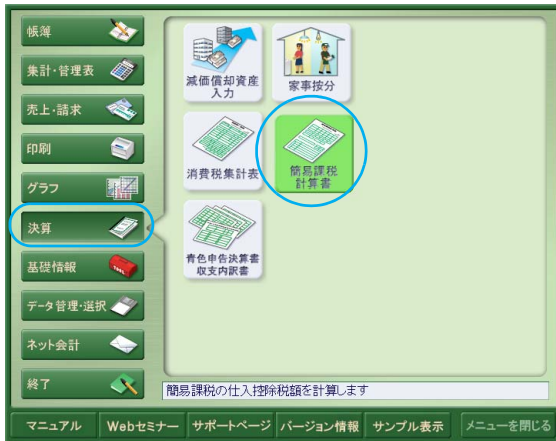 帳簿
集計・管理表
売上・請求
印刷
グラフ
決算
基礎情報
データ管理・選択
ネット会計
終了
減価償却資産
入力
家事按分
消費税集計表
簡易課税
計算書
青色申告決算書
収支内訳書
簡易課税の仕入控除税額を計算します
マニュアル
Webセミナー
サポートページ
バージョン情報
サンプル表示
メニューを閉じる